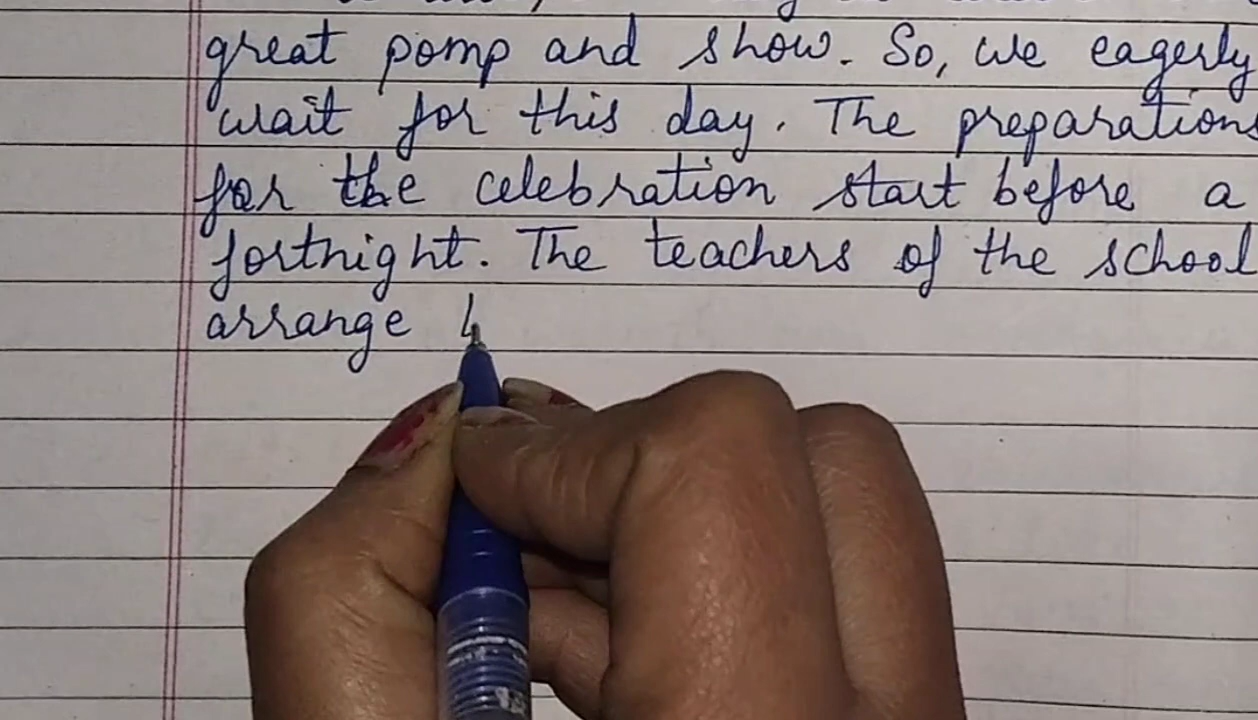 great pomp and show. So, we eagerly
wait for this day. The preparations
for the celebration start before a
fortnight. The teachers of the school
arrange